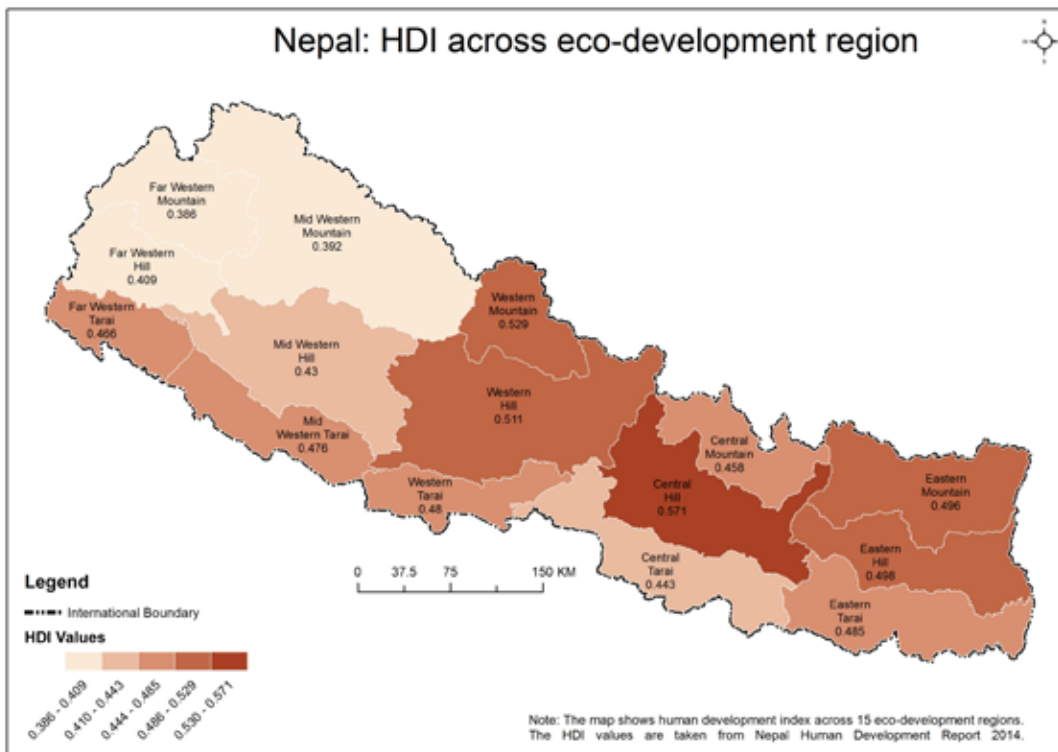 Nepal: HDI across eco-development region
Far Western
Mountain
0.386
Mid Western
Mountain
0.392
Far Western
Hill
0.409
Far Western
Tarai
0.466
Western
Mountain
0.529
Mid Western
Hill
0.43
Western
Hill
0.511
Mid
Western Tarai
0.476
Central
Mountain
0.458
Western
Tarai
0.48
Central
Hill
0.571
Eastern
Mountain
0.496
Eastern
Hill
0.498
Central
Tarai
0.443
Eastern
Tarai
0.485
0 37.5 75 150 KM
Legend
International Boundary
HDI Values
0.386 - 0.409
0.410 - 0.443
0.444 - 0.485
0.486 - 0.529
0.530 - 0.571
Note: The map shows human development index across 15 eco-development regions.
The HDI values are taken from Nepal Human Development Report 2014.